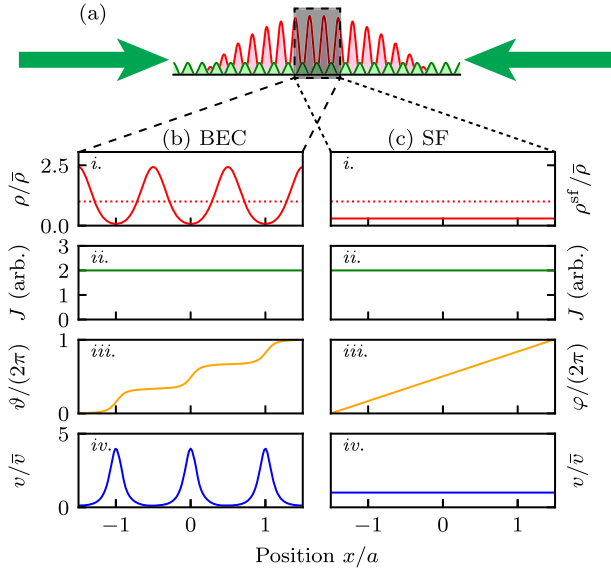 (a)
(b) BEC
(c) SF
i.
i.
2.5
0.0
ρ/ρ̄
ρ^sf/ρ̄
ii.
ii.
3
2
1
0
J (arb.)
J (arb.)
iii.
iii.
1
0
ϑ/(2π)
φ/(2π)
iv.
iv.
5
0
v/v̄
v/v̄
−1 0 1
−1 0 1
Position x/a